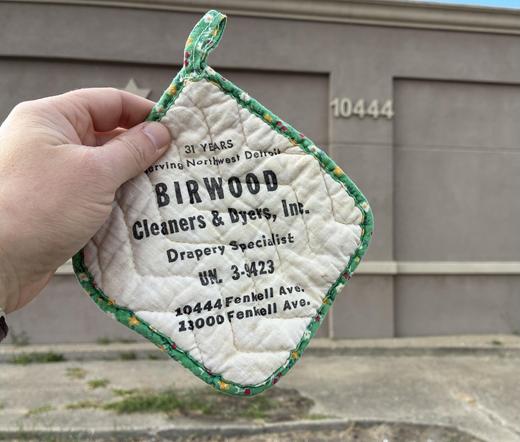 10444
31 YEARS
Serving Northwest Detroit
BIRWOOD
Cleaners & Dyers, Inc.
Drapery Specialist
UN. 3-9423
10444 Fenkell Ave.
13000 Fenkell Ave.